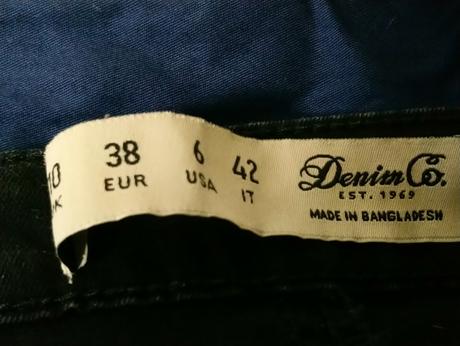 38 6 42
EUR USA IT
Denim Co.
EST. 1969
MADE IN BANGLADESH